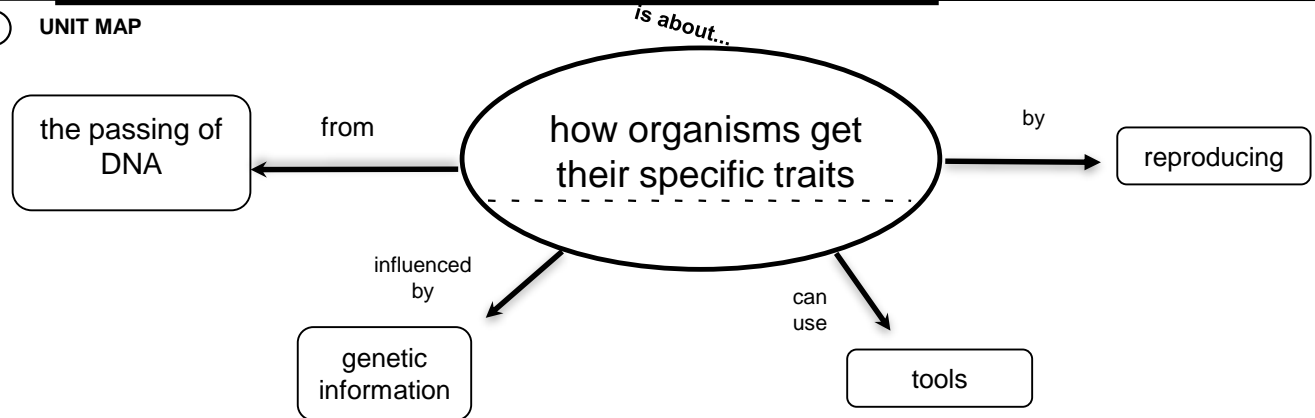 UNIT MAP
is about...
how organisms get
their specific traits
from
the passing of
DNA
by
reproducing
influenced
by
genetic
information
can
use
tools